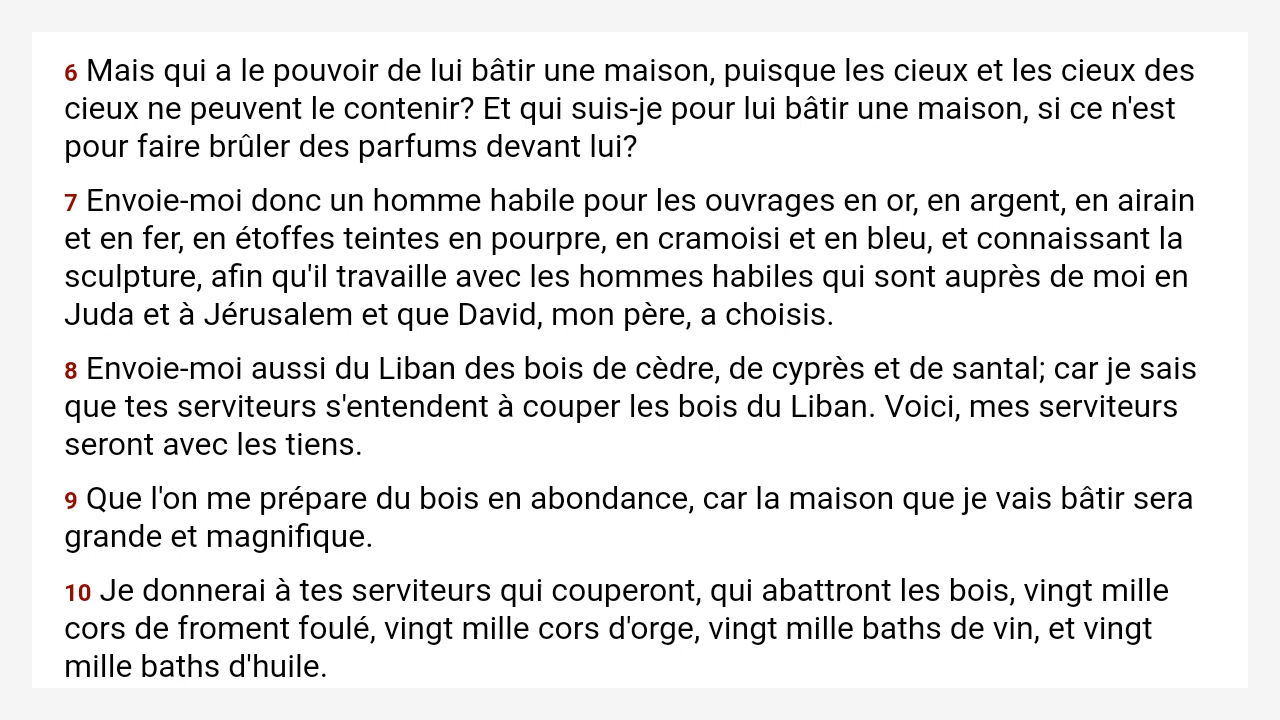 6 Mais qui a le pouvoir de lui bâtir une maison, puisque les cieux et les cieux des
cieux ne peuvent le contenir? Et qui suis-je pour lui bâtir une maison, si ce n'est
pour faire brûler des parfums devant lui?
7 Envoie-moi donc un homme habile pour les ouvrages en or, en argent, en airain
et en fer, en étoffes teintes en pourpre, en cramoisi et en bleu, et connaissant la
sculpture, afin qu'il travaille avec les hommes habiles qui sont auprès de moi en
Juda et à Jérusalem et que David, mon père, a choisis.
8 Envoie-moi aussi du Liban des bois de cèdre, de cyprès et de santal; car je sais
que tes serviteurs s'entendent à couper les bois du Liban. Voici, mes serviteurs
seront avec les tiens.
9 Que l'on me prépare du bois en abondance, car la maison que je vais bâtir sera
grande et magnifique.
10 Je donnerai à tes serviteurs qui couperont, qui abattront les bois, vingt mille
cors de froment foulé, vingt mille cors d'orge, vingt mille baths de vin, et vingt
mille baths d'huile.